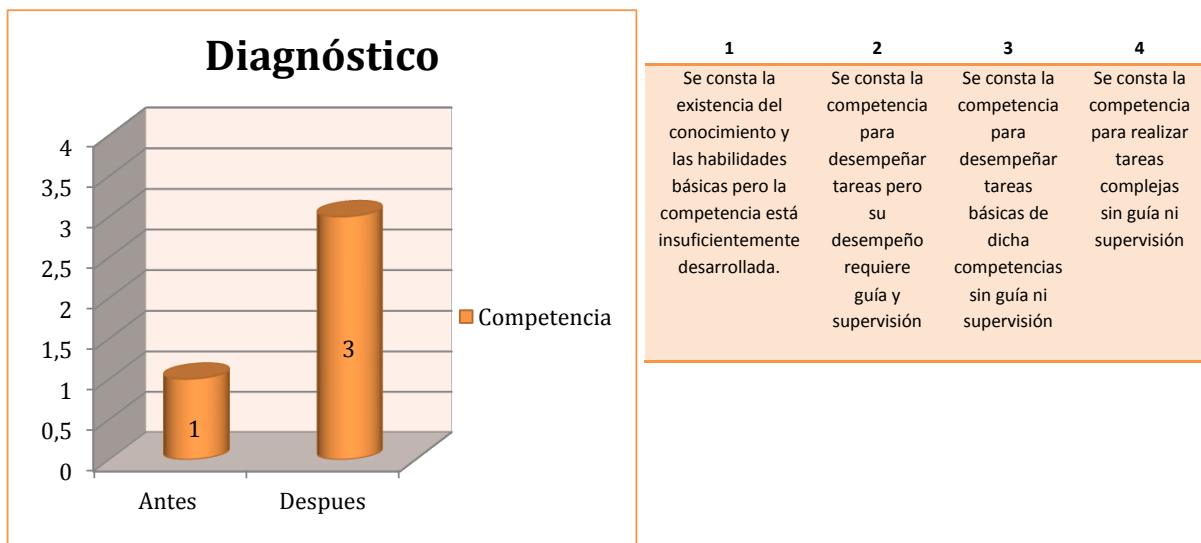 Diagnóstico
4
3,5
3
2,5
2
1,5
1
0,5
0
1
3
Antes
Despues
Competencia
1
Se consta la
existencia del
conocimiento y
las habilidades
básicas pero la
competencia está
insuficientemente
desarrollada.
2
Se consta la
competencia
para
desempeñar
tareas pero
su
desempeño
requiere
guía y
supervisión
3
Se consta la
competencia
para
desempeñar
tareas
básicas de
dicha
competencias
sin guía ni
supervisión
4
Se consta la
competencia
para realizar
tareas
complejas
sin guía ni
supervisión